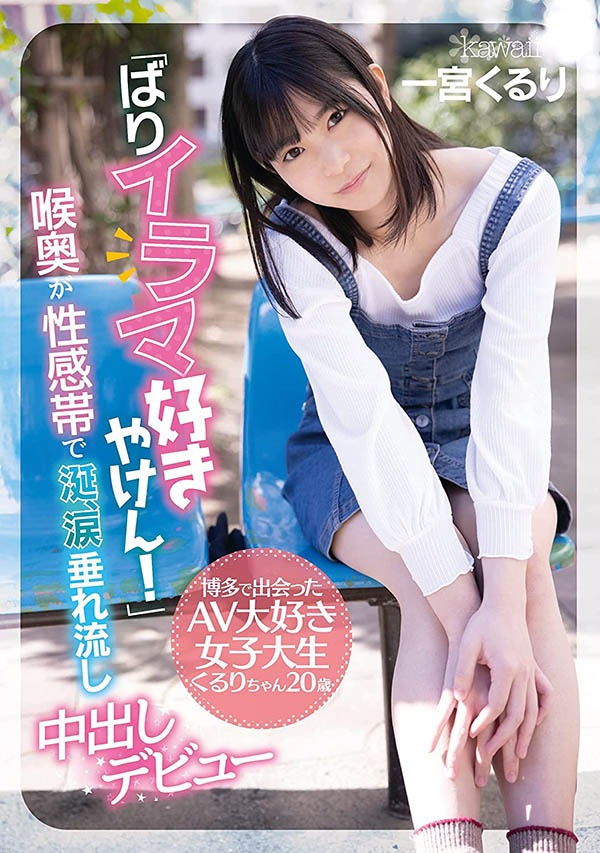 kawaii
一宮くるり
「ばりイラマ好き
やけん！」
喉奥が性感帯で涎、涙垂れ流し
中出し
デビュー
博多で出会った
AV大好き
女子大生
くるりちゃん20歳